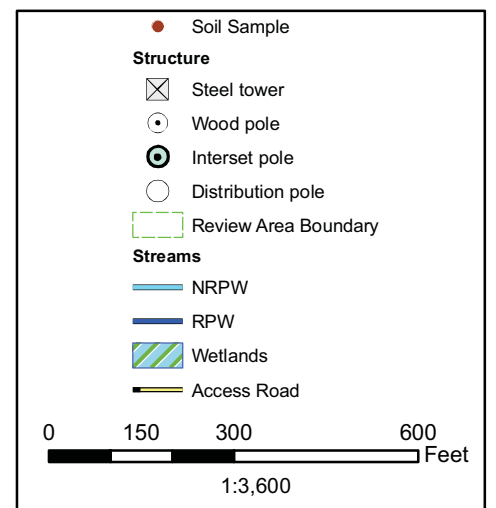 Soil Sample
Structure
Steel tower
Wood pole
Interset pole
Distribution pole
Review Area Boundary
Streams
NRPW
RPW
Wetlands
Access Road
0 150 300 600
Feet
1:3,600